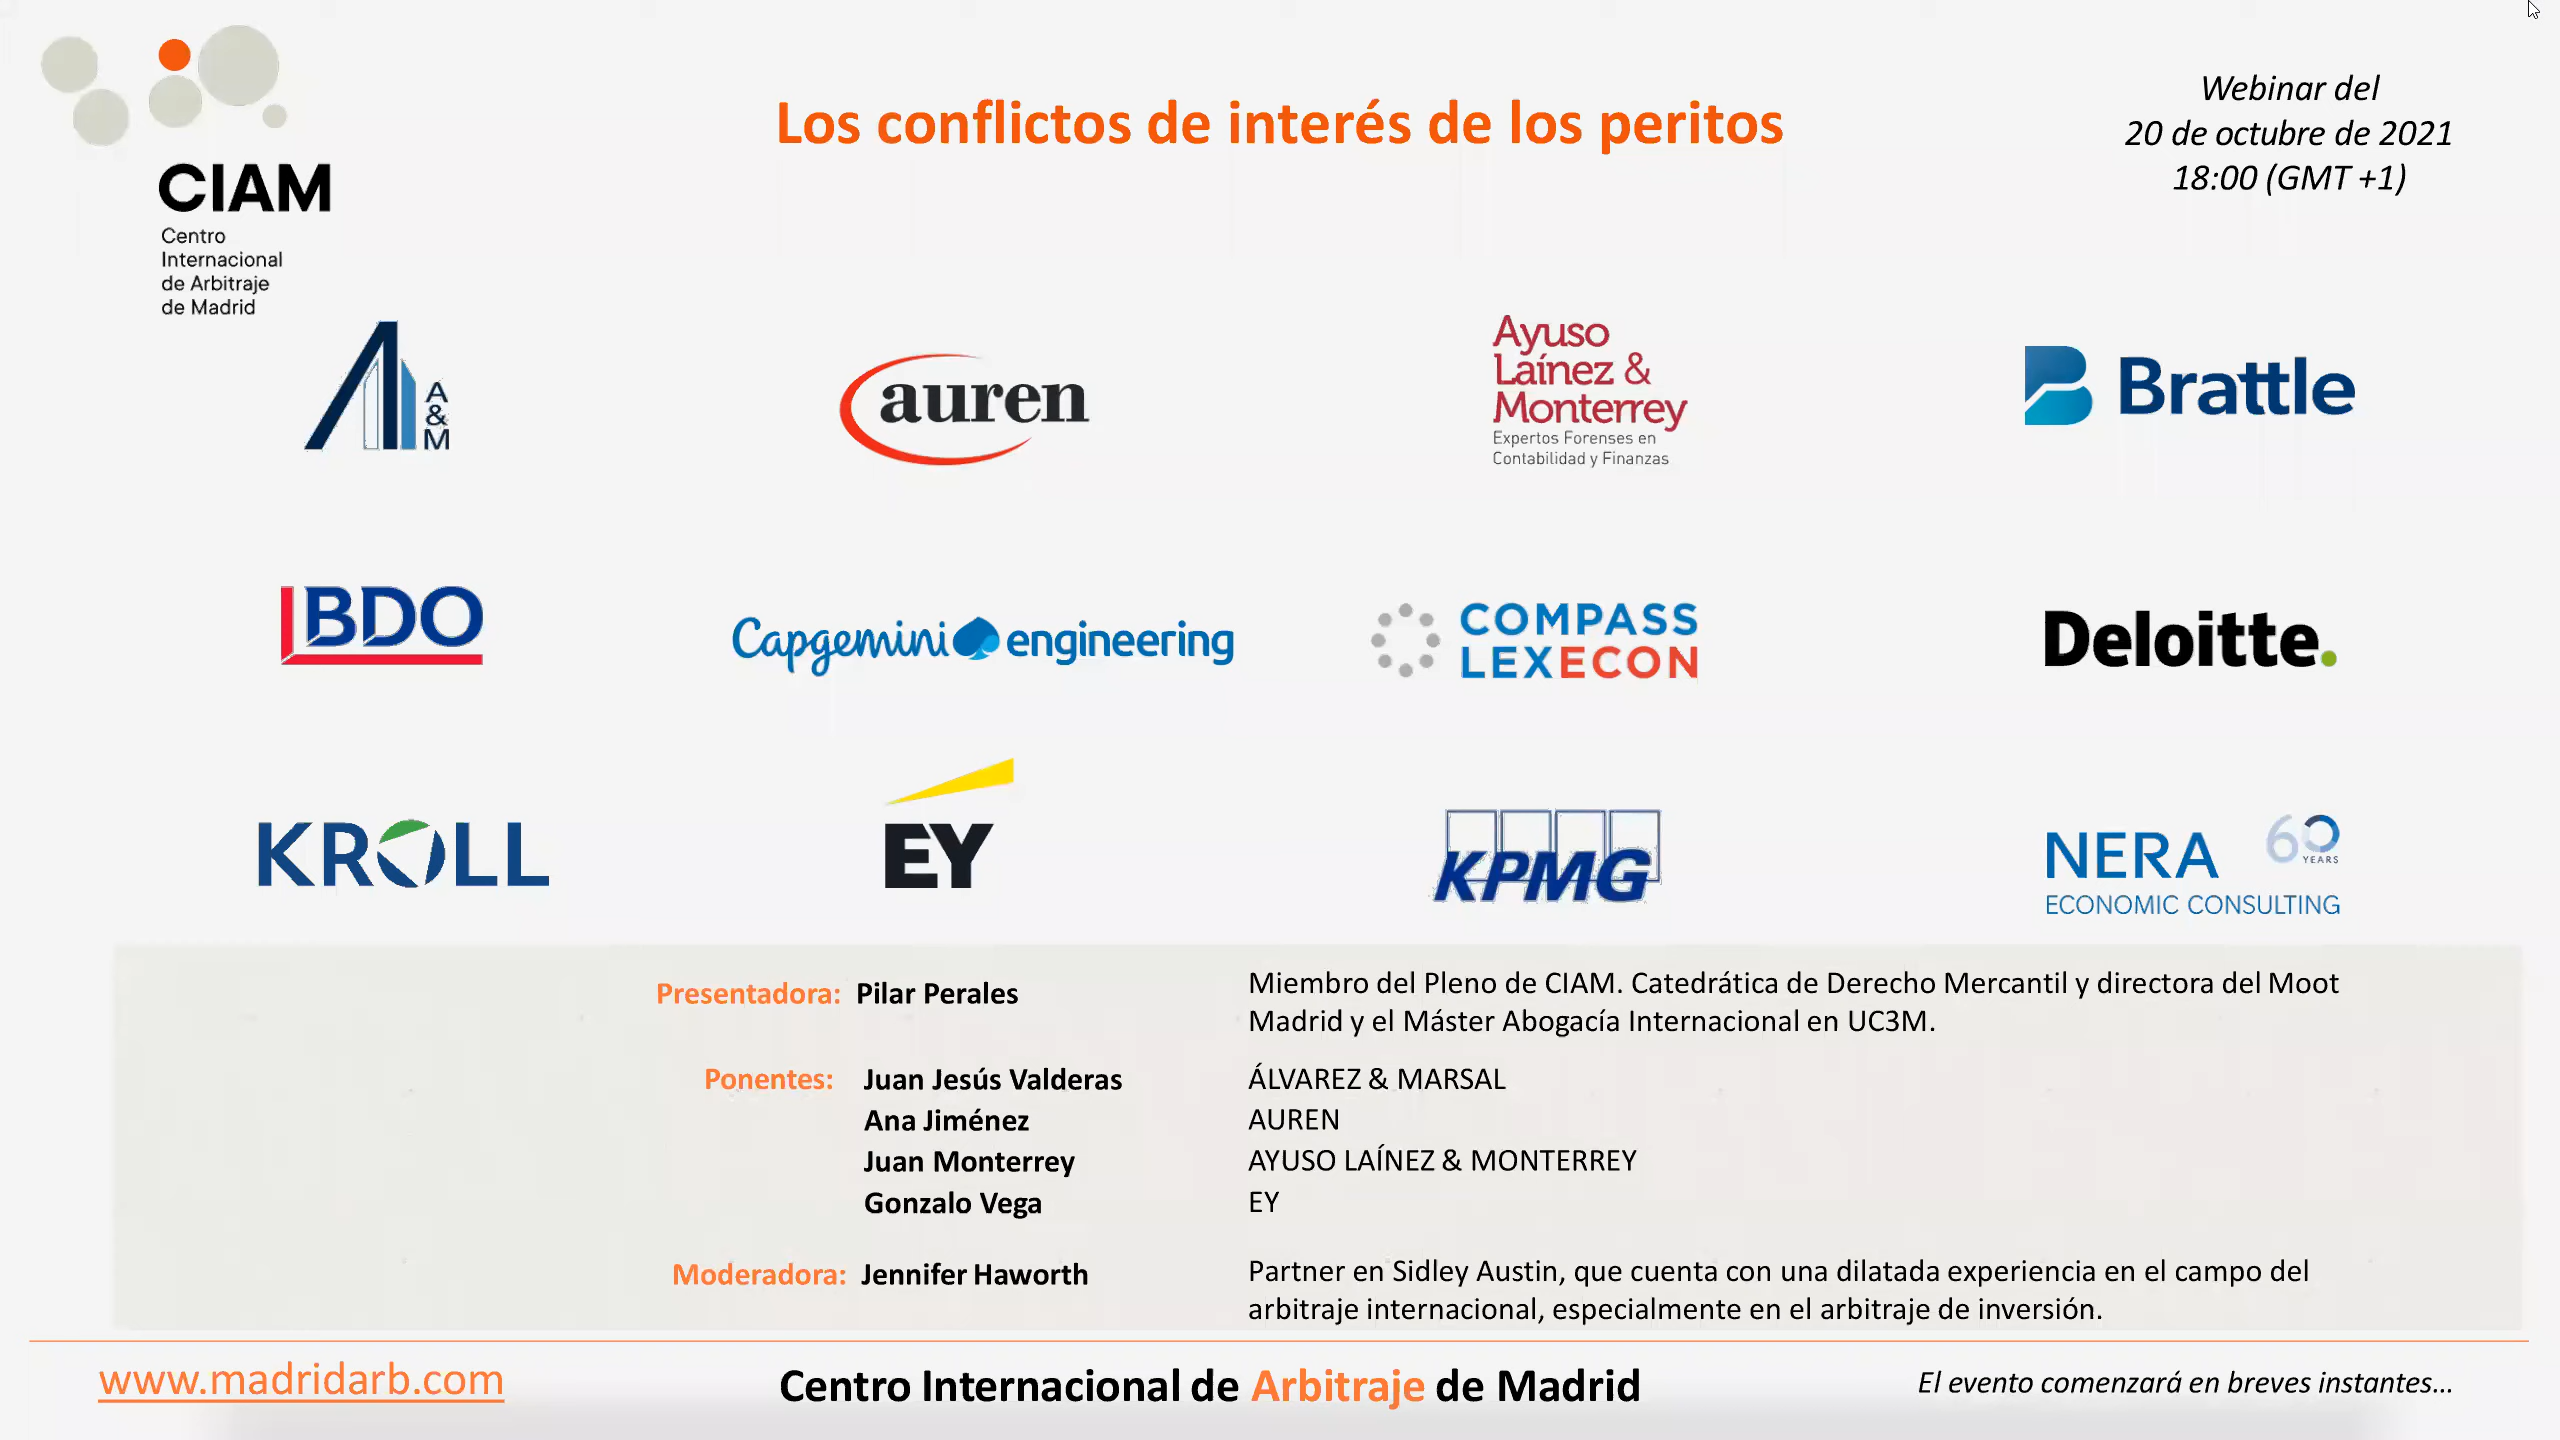 Los conflictos de interés de los peritos
Webinar del
20 de octubre de 2021
18:00 (GMT +1)
CIAM
Centro
Internacional
de Arbitraje
de Madrid
A
&
M
auren
Ayuso
Laínez &
Monterrey
Expertos Forenses en
Contabilidad y Finanzas
Brattle
BDO
Capgemini engineering
COMPASS
LEXECON
Deloitte.
KROLL
EY
KPMG
NERA 60
YEARS
ECONOMIC CONSULTING
Presentadora: Pilar Perales
Miembro del Pleno de CIAM. Catedrática de Derecho Mercantil y directora del Moot
Madrid y el Máster Abogacía Internacional en UC3M.
Ponentes: Juan Jesús Valderas ÁLVAREZ & MARSAL
Ana Jiménez AUREN
Juan Monterrey AYUSO LAÍNEZ & MONTERREY
Gonzalo Vega EY
Moderadora: Jennifer Haworth
Partner en Sidley Austin, que cuenta con una dilatada experiencia en el campo del
arbitraje internacional, especialmente en el arbitraje de inversión.
www.madridarb.com
Centro Internacional de Arbitraje de Madrid
El evento comenzará en breves instantes...